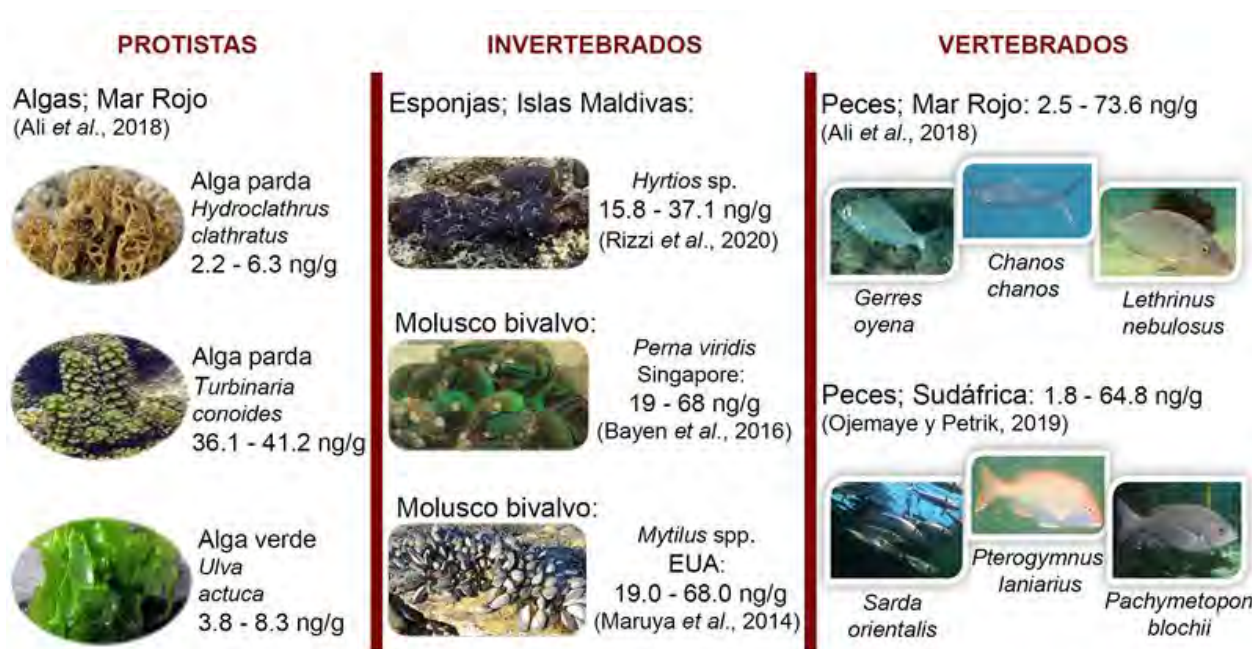 PROTISTAS
Algas; Mar Rojo
(Ali et al., 2018)
Alga parda
Hydroclathrus
clathratus
2.2 - 6.3 ng/g
Alga parda
Turbinaria
conoides
36.1 - 41.2 ng/g
Alga verde
Ulva
actuca
3.8 - 8.3 ng/g
INVERTEBRADOS
Esponjas; Islas Maldivas:
Hyrtios sp.
15.8 - 37.1 ng/g
(Rizzi et al., 2020)
Molusco bivalvo:
Perna viridis
Singapore:
19 - 68 ng/g
(Bayen et al., 2016)
Molusco bivalvo:
Mytilus spp.
EUA:
19.0 - 68.0 ng/g
(Maruya et al., 2014)
VERTEBRADOS
Peces; Mar Rojo: 2.5 - 73.6 ng/g
(Ali et al., 2018)
Gerres
oyena
Chanos
chanos
Lethrinus
nebulosus
Peces; Sudáfrica: 1.8 - 64.8 ng/g
(Ojemaye y Petrik, 2019)
Sarda
orientalis
Pterogymnus
laniarius
Pachymetopon
blochii